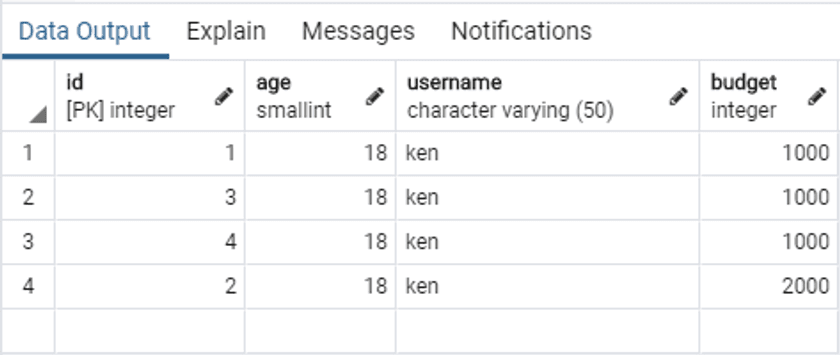 Data Output Explain Messages Notifications
id age username budget
[PK] integer smallint character varying (50) integer
1 1 18 ken 1000
2 3 18 ken 1000
3 4 18 ken 1000
4 2 18 ken 2000